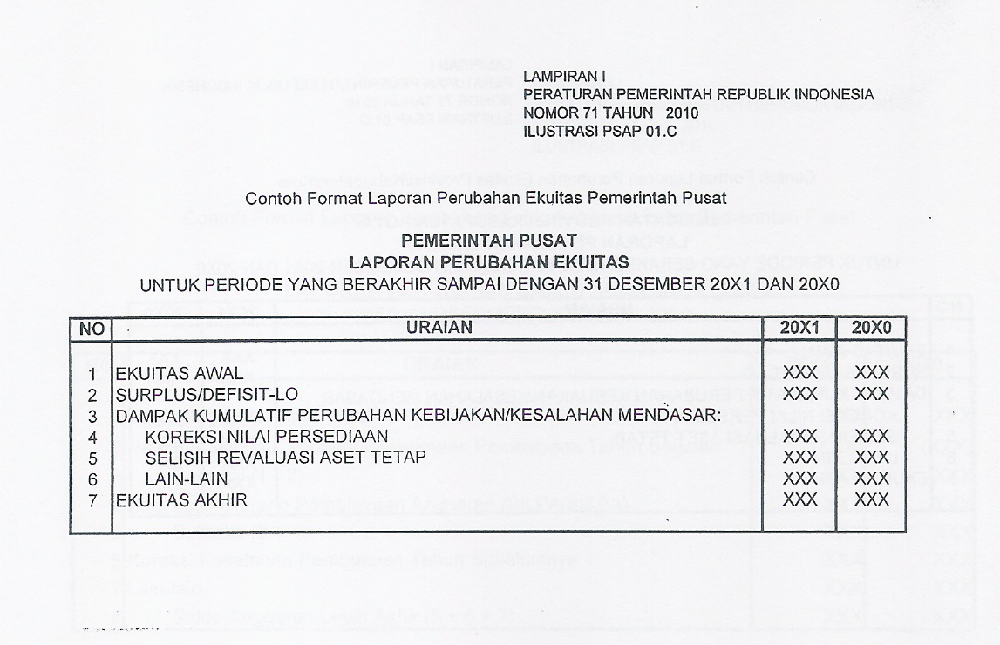 LAMPIRAN I
PERATURAN PEMERINTAH REPUBLIK INDONESIA
NOMOR 71 TAHUN 2010
ILUSTRASI PSAP 01.C
Contoh Format Laporan Perubahan Ekuitas Pemerintah Pusat
PEMERINTAH PUSAT
LAPORAN PERUBAHAN EKUITAS
UNTUK PERIODE YANG BERAKHIR SAMPAI DENGAN 31 DESEMBER 20X1 DAN 20X0
NO URAIAN 20X1 20X0
1 EKUITAS AWAL XXX XXX
2 SURPLUS/DEFISIT-LO XXX XXX
3 DAMPAK KUMULATIF PERUBAHAN KEBIJAKAN/KESALAHAN MENDASAR:
4 KOREKSI NILAI PERSEDIAAN XXX XXX
5 SELISIH REVALUASI ASET TETAP XXX XXX
6 LAIN-LAIN XXX XXX
7 EKUITAS AKHIR XXX XXX